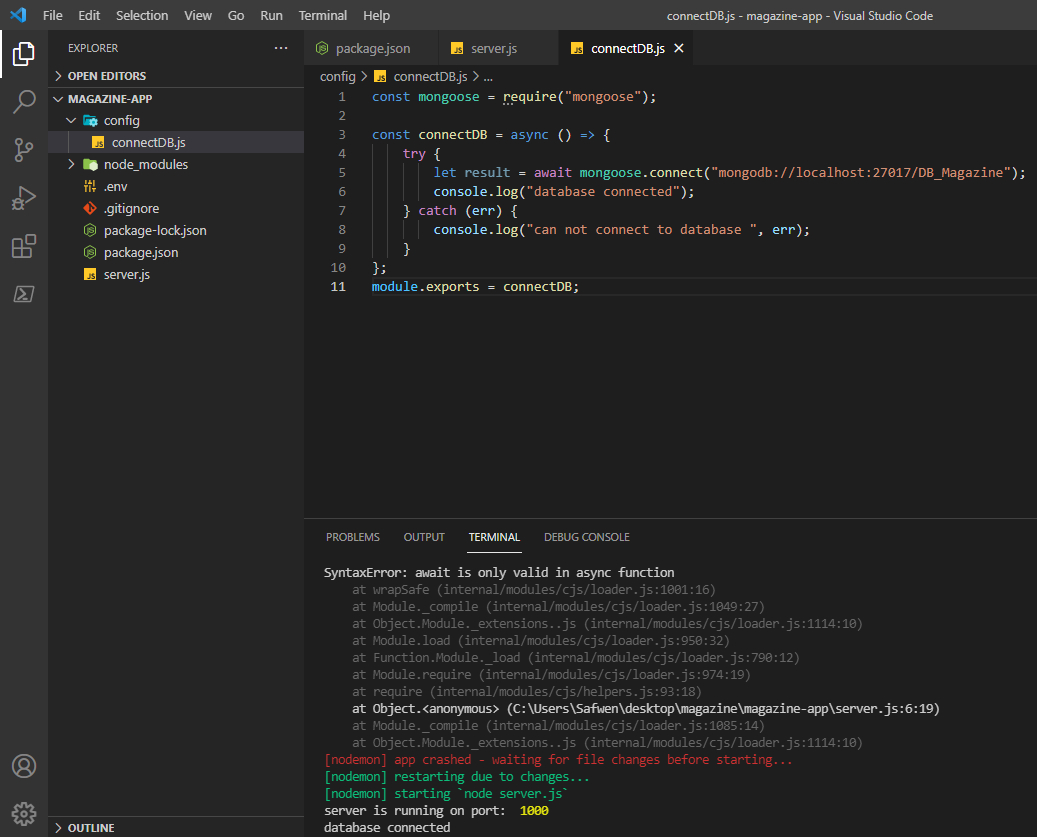 File Edit Selection View Go Run Terminal Help connectDB.js - magazine-app - Visual Studio Code
EXPLORER ...
OPEN EDITORS
MAGAZINE-APP
config
JS connectDB.js
node_modules
.env
.gitignore
package-lock.json
package.json
JS server.js
OUTLINE
package.json JS server.js JS connectDB.js
config > JS connectDB.js > ...
1 const mongoose = require("mongoose");
2
3 const connectDB = async () => {
4 try {
5 let result = await mongoose.connect("mongodb://localhost:27017/DB_Magazine");
6 console.log("database connected");
7 } catch (err) {
8 console.log("can not connect to database ", err);
9 }
10 };
11 module.exports = connectDB;
PROBLEMS OUTPUT TERMINAL DEBUG CONSOLE
SyntaxError: await is only valid in async function
at wrapSafe (internal/modules/cjs/loader.js:1001:16)
at Module._compile (internal/modules/cjs/loader.js:1049:27)
at Object.Module._extensions..js (internal/modules/cjs/loader.js:1114:10)
at Module.load (internal/modules/cjs/loader.js:950:32)
at Function.Module._load (internal/modules/cjs/loader.js:790:12)
at Module.require (internal/modules/cjs/loader.js:974:19)
at require (internal/modules/cjs/helpers.js:93:18)
at Object.<anonymous> (C:\Users\Safwen\desktop\magazine\magazine-app\server.js:6:19)
at Module._compile (internal/modules/cjs/loader.js:1085:14)
at Object.Module._extensions..js (internal/modules/cjs/loader.js:1114:10)
[nodemon] app crashed - waiting for file changes before starting...
[nodemon] restarting due to changes...
[nodemon] starting `node server.js`
server is running on port: 1000
database connected